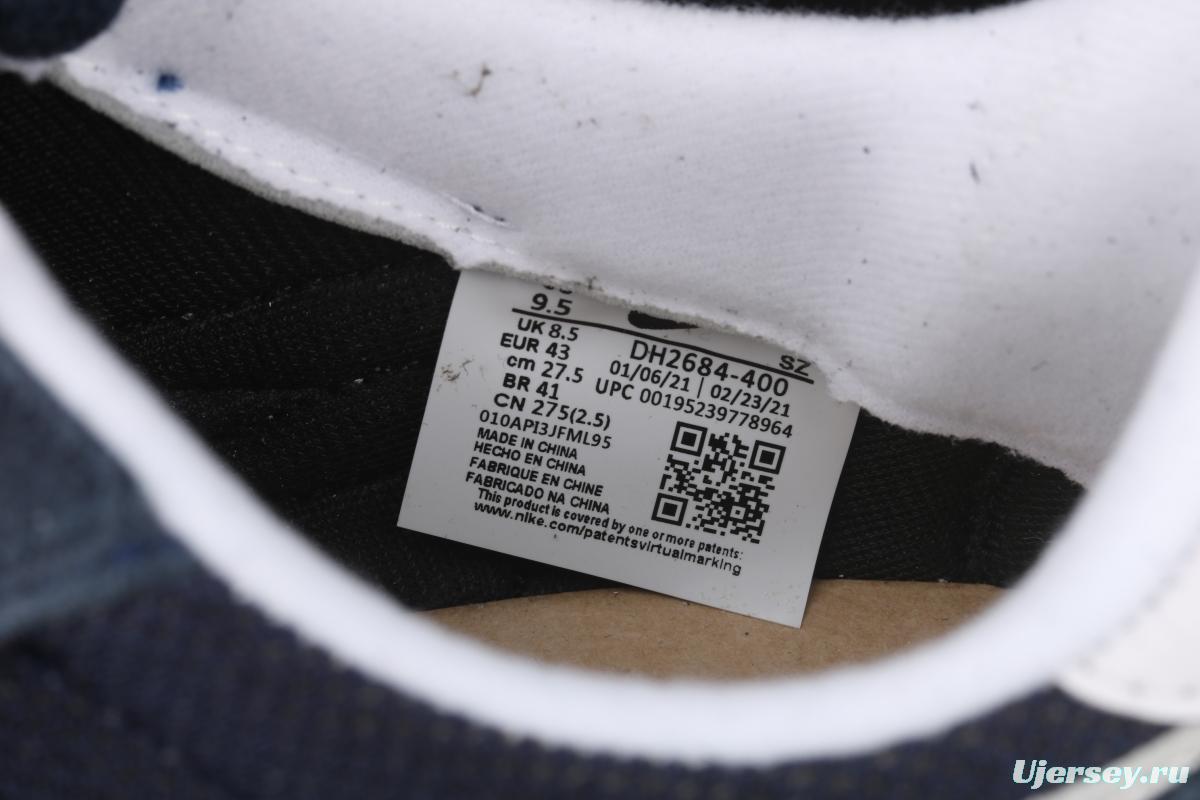 9.5
UK 8.5
EUR 43
cm 27.5
BR 41
CN 275(2.5)
010API3JFML95
MADE IN CHINA
HECHO EN CHINA
FABRIQUE EN CHINE
FABRICADO NA CHINA
This product is covered by one or more patents:
www.nike.com/patentsvirtualmarking
SZ
DH2684-400
01/06/21 | 02/23/21
UPC 00195239778964
Ujersey.ru